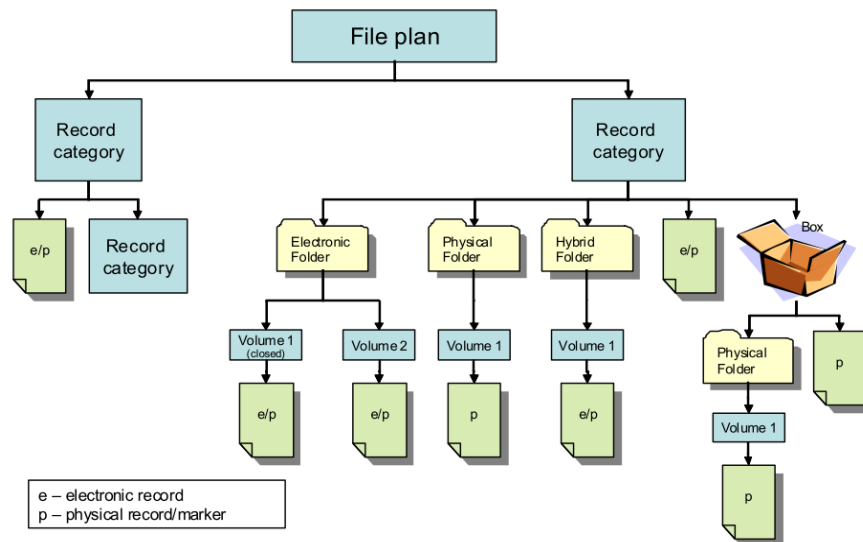 File plan
Record
category
Record
category
e/p
Record
category
Electronic
Folder
Physical
Folder
Hybrid
Folder
e/p
Box
Volume 1
(closed)
Volume 2
Volume 1
Volume 1
Physical
Folder
p
e/p
e/p
p
e/p
Volume 1
p
e – electronic record
p – physical record/marker